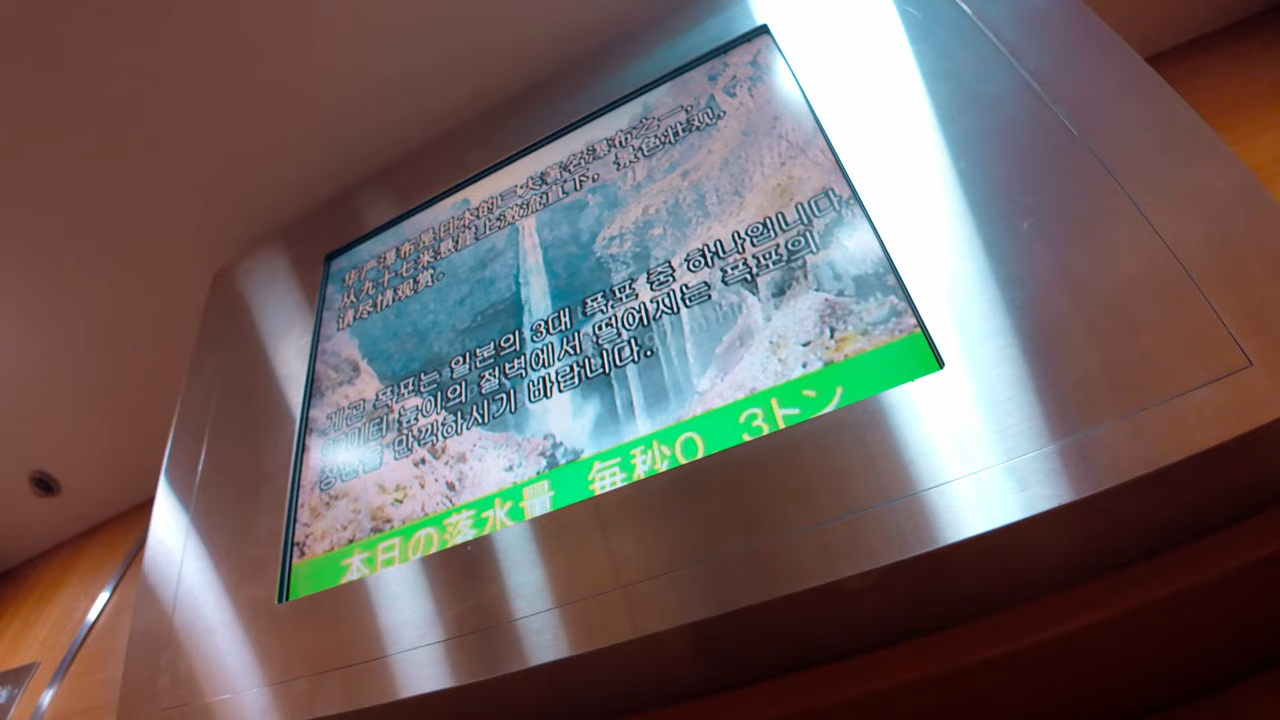 华严瀑布是日本的三大著名瀑布之一,
从九十七米悬崖上激流直下, 景色壮观,
请尽情观赏.
게곤 폭포는 일본의 3대 폭포 중 하나입니다.
97미터 높이의 절벽에서 떨어지는 폭포의
장관을 만끽하시기 바랍니다.
本日の落水量 毎秒0 3トン